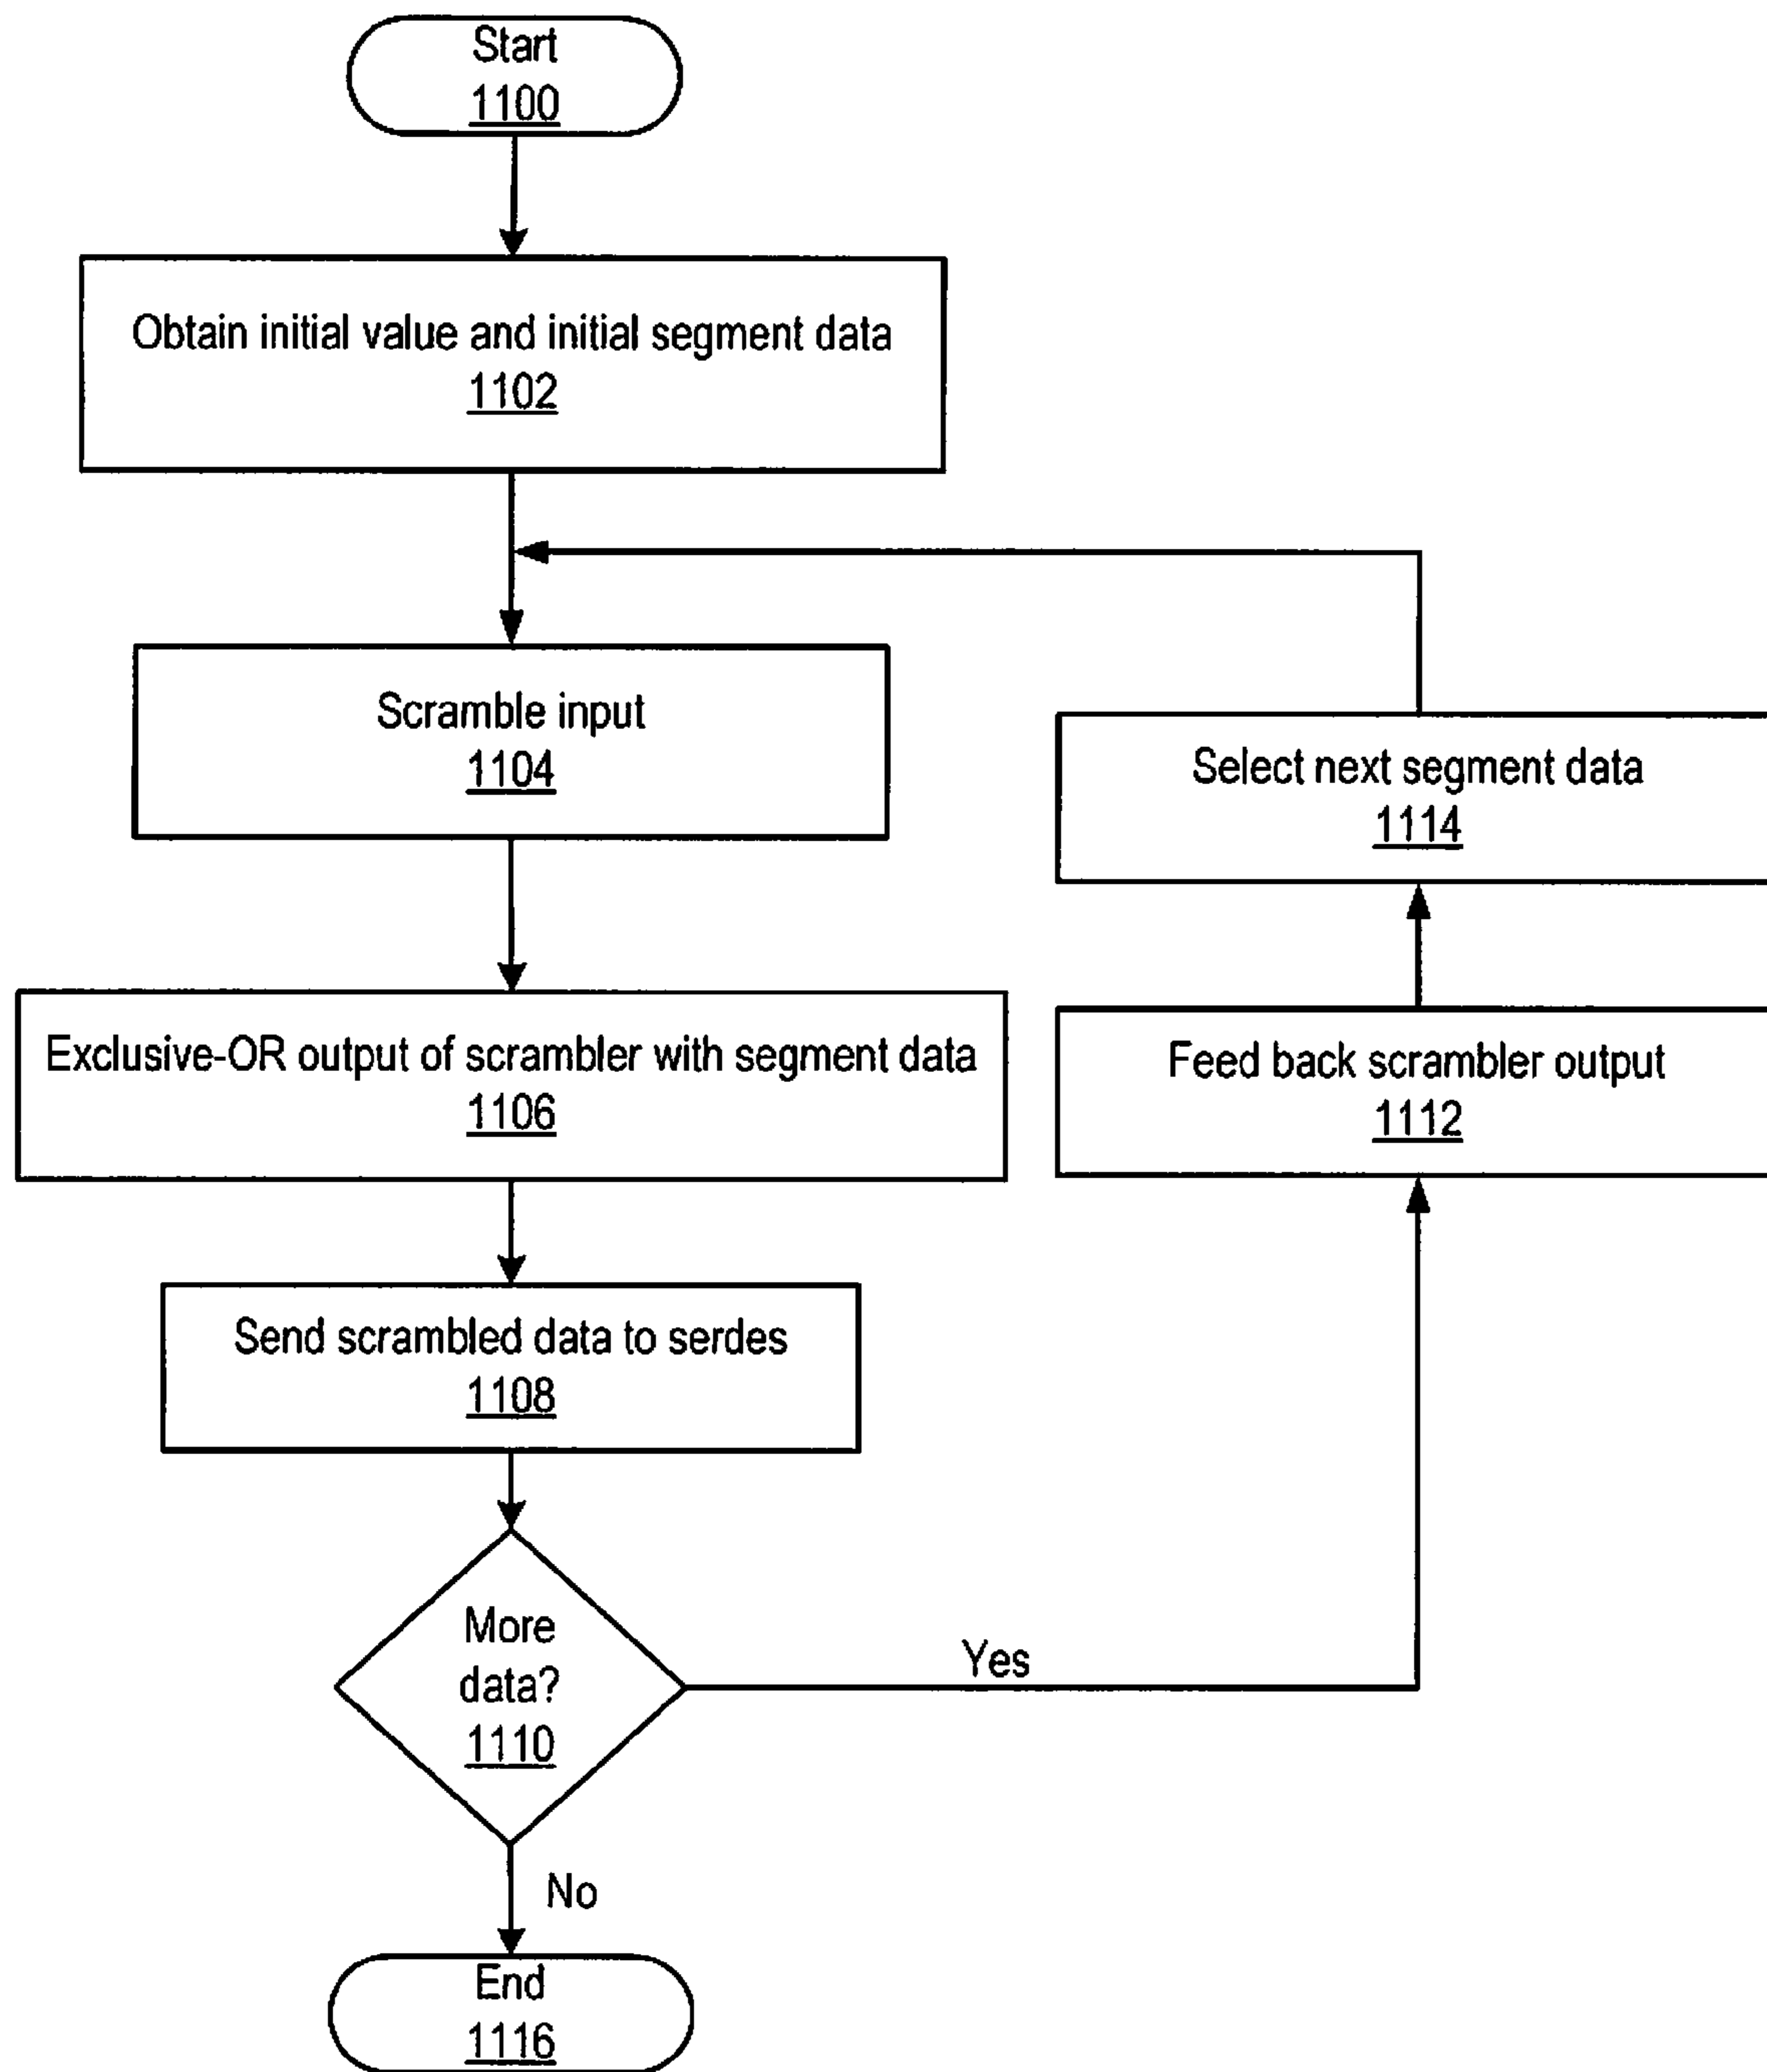 Start
1100
Obtain initial value and initial segment data
1102
Scramble input
1104
Select next segment data
1114
Exclusive-OR output of scrambler with segment data
1106
Feed back scrambler output
1112
Send scrambled data to serdes
1108
More
data?
1110
Yes
No
End
1116